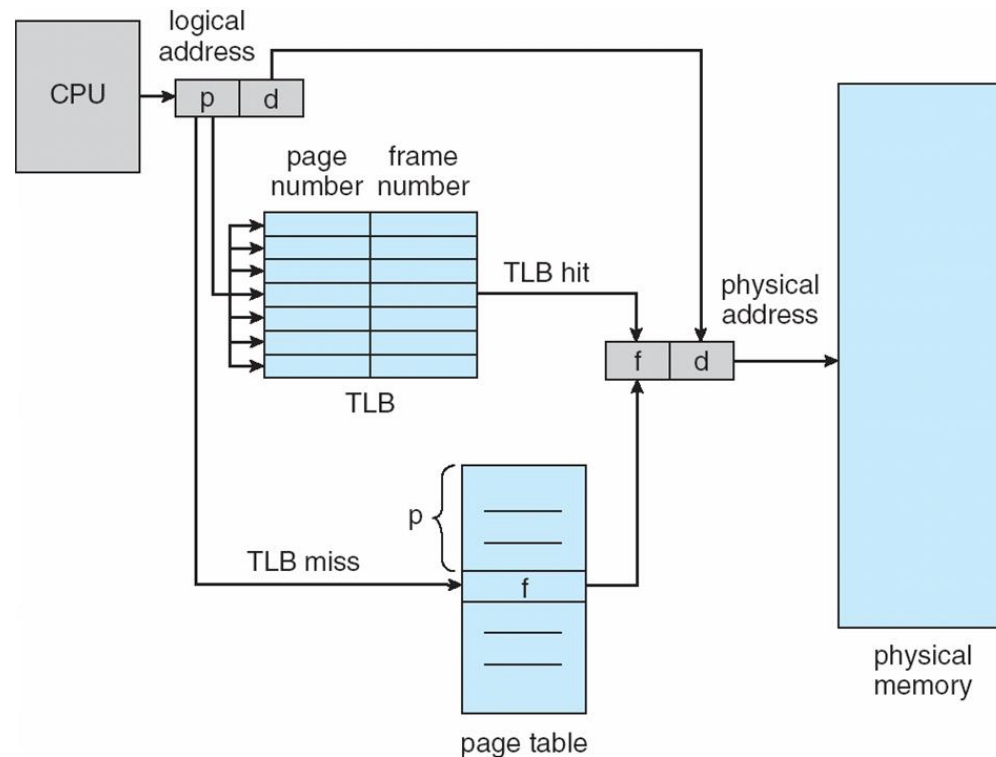 logical
address
CPU
p d
page
number
frame
number
TLB hit
physical
address
f d
TLB
p
TLB miss
f
physical
memory
page table